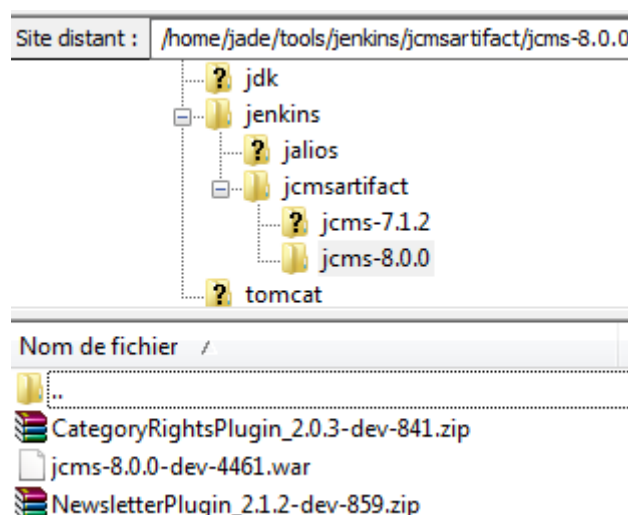 Site distant : /home/jade/tools/jenkins/jcmsartifact/jcms-8.0.0
jdk
jenkins
jalios
jcmsartifact
jcms-7.1.2
jcms-8.0.0
tomcat
Nom de fichier
..
CategoryRightsPlugin_2.0.3-dev-841.zip
jcms-8.0.0-dev-4461.war
NewsletterPlugin_2.1.2-dev-859.zip